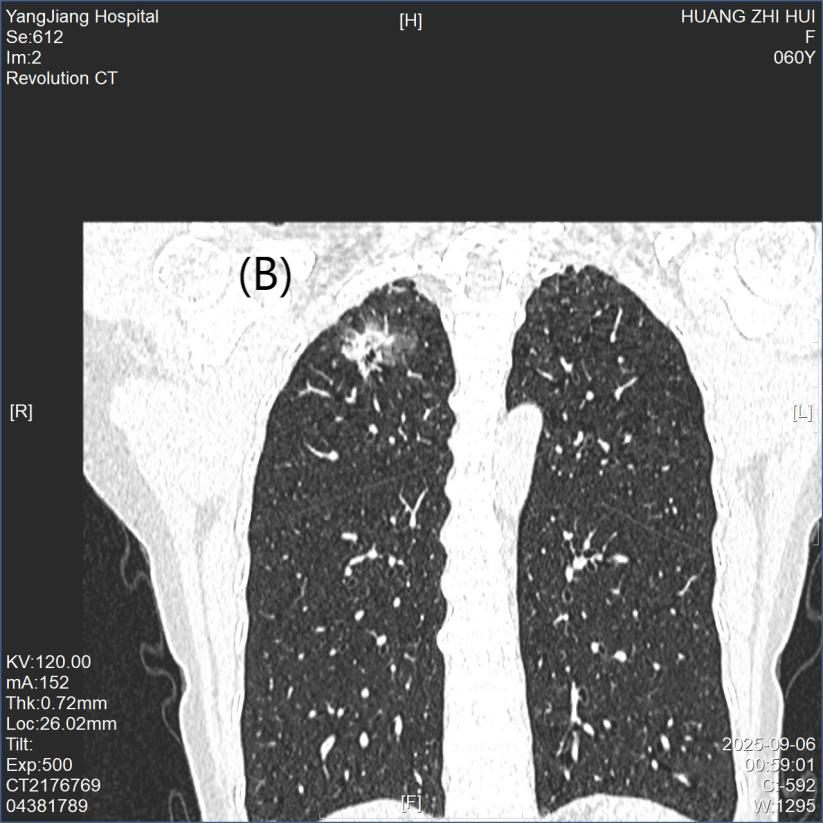 YangJiang Hospital
Se:612
Im:2
Revolution CT
[H]
HUANG ZHI HUI
F
060Y
(B)
[R]
[L]
KV:120.00
mA:152
Thk:0.72mm
Loc:26.02mm
Tilt:
Exp:500
CT2176769
04381789
[F]
2025-09-06
00:59:01
C:-592
W:1295